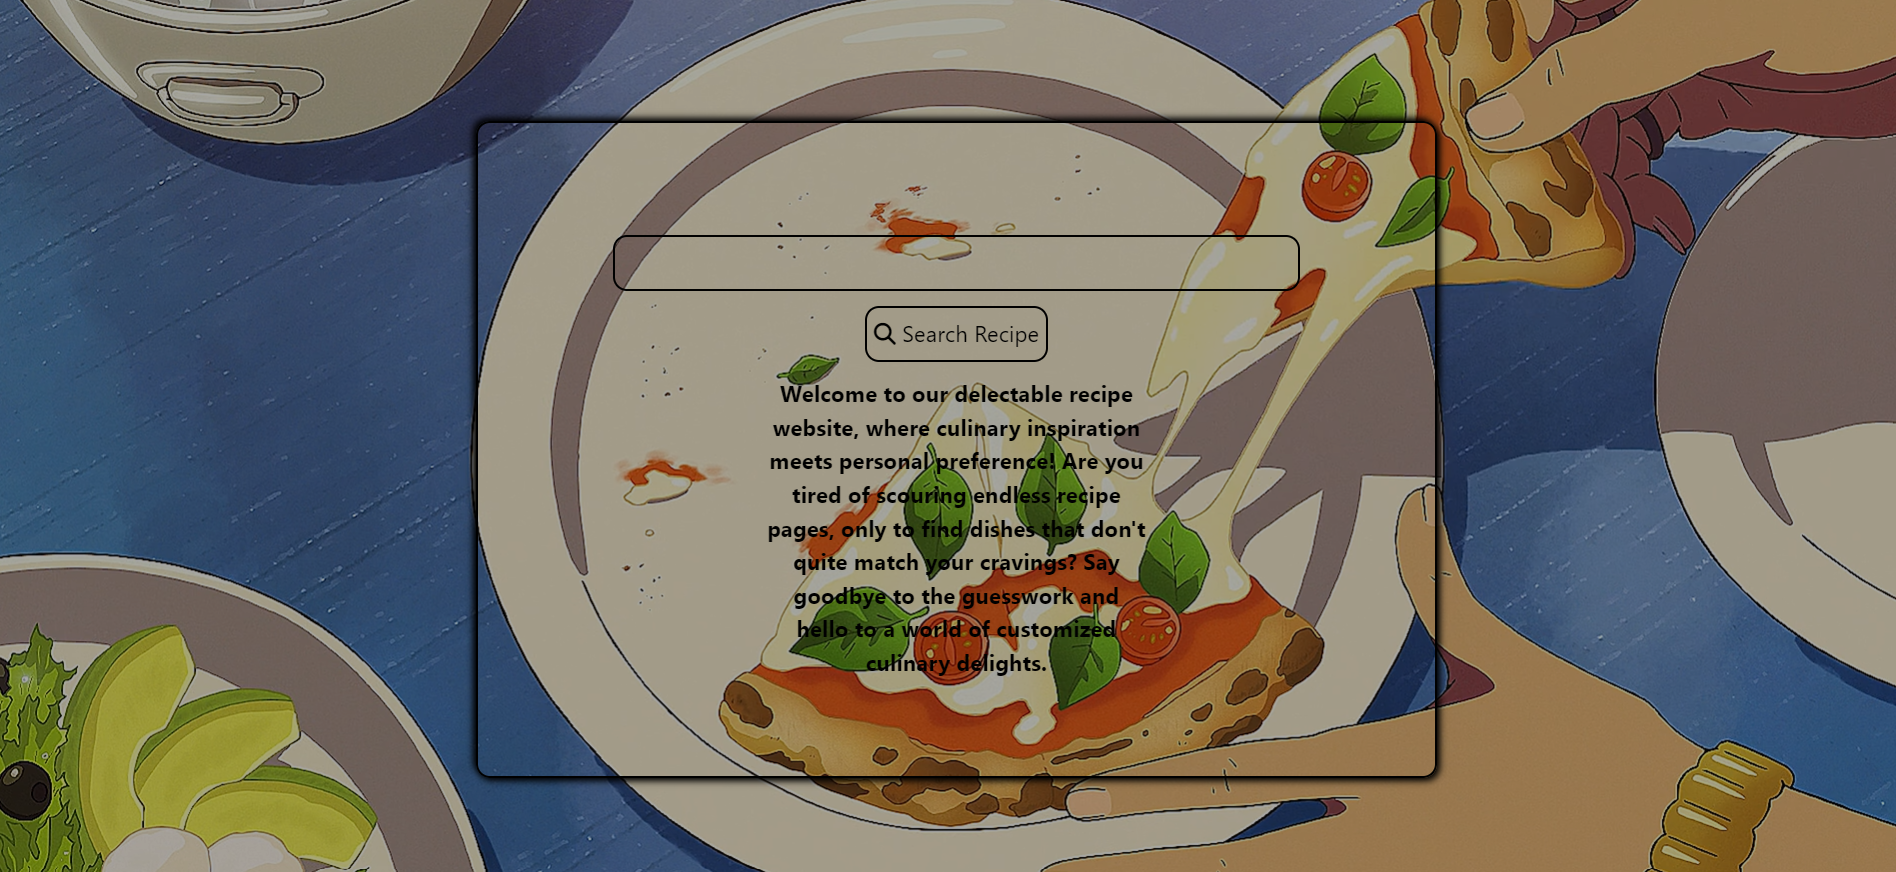 Search Recipe
Welcome to our delectable recipe
website, where culinary inspiration
meets personal preference! Are you
tired of scouring endless recipe
pages, only to find dishes that don't
quite match your cravings? Say
goodbye to the guesswork and
hello to a world of customized
culinary delights.